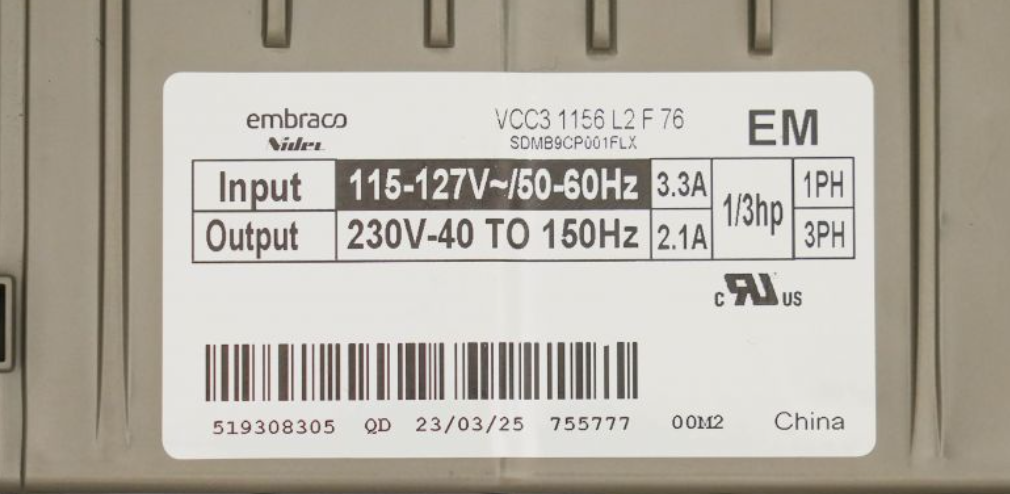 embraco
Nidec
VCC3 1156 L2 F 76
SDMB9CP001FLX
EM
Input 115-127V~/50-60Hz 3.3A 1/3hp 1PH
Output 230V-40 TO 150Hz 2.1A 3PH
c RU US
519308305 QD 23/03/25 755777 00M2 China